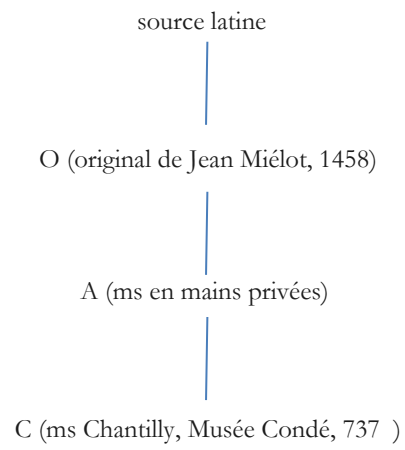 source latine
O (original de Jean Miélot, 1458)
A (ms en mains privées)
C (ms Chantilly, Musée Condé, 737  )